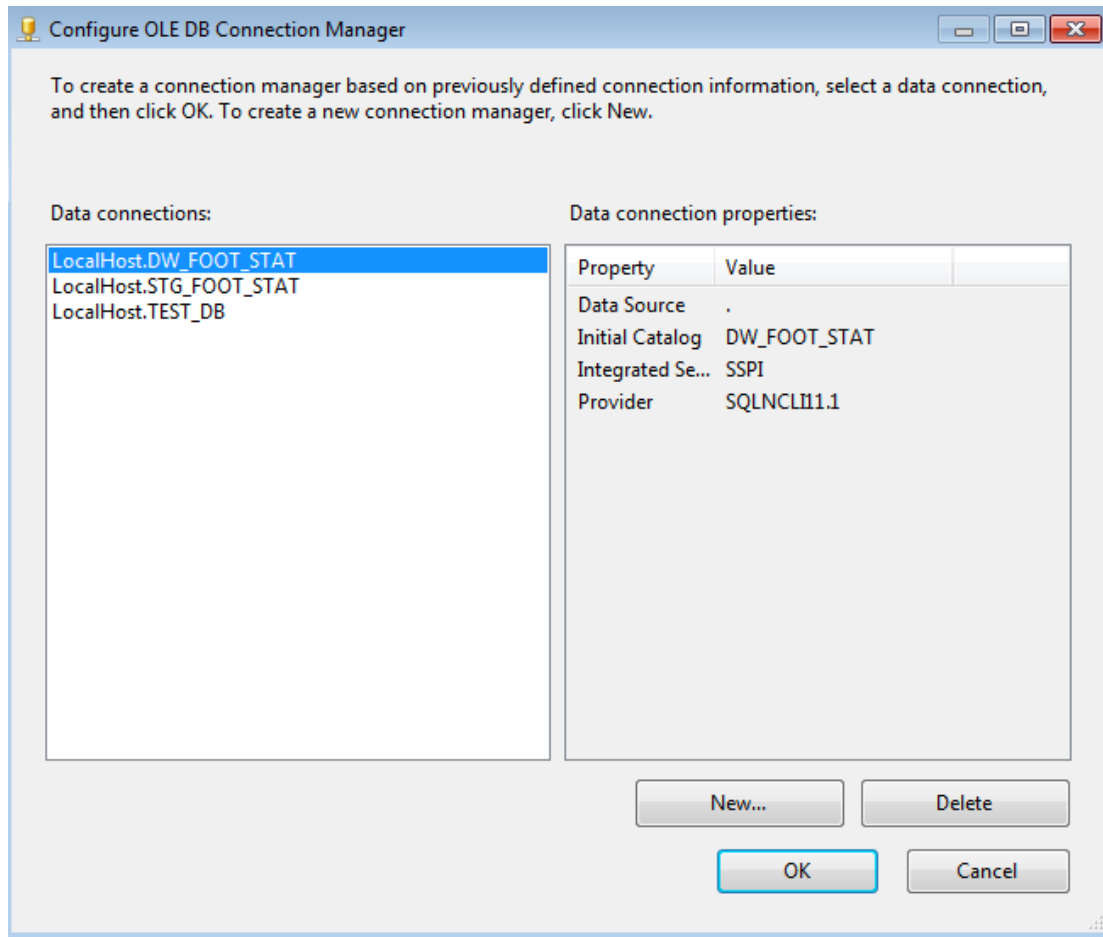 Configure OLE DB Connection Manager
To create a connection manager based on previously defined connection information, select a data connection,
and then click OK. To create a new connection manager, click New.
Data connections:
LocalHost.DW_FOOT_STAT
LocalHost.STG_FOOT_STAT
LocalHost.TEST_DB
Data connection properties:
Property Value
Data Source .
Initial Catalog DW_FOOT_STAT
Integrated Se... SSPI
Provider SQLNCLI11.1
New... Delete
OK Cancel